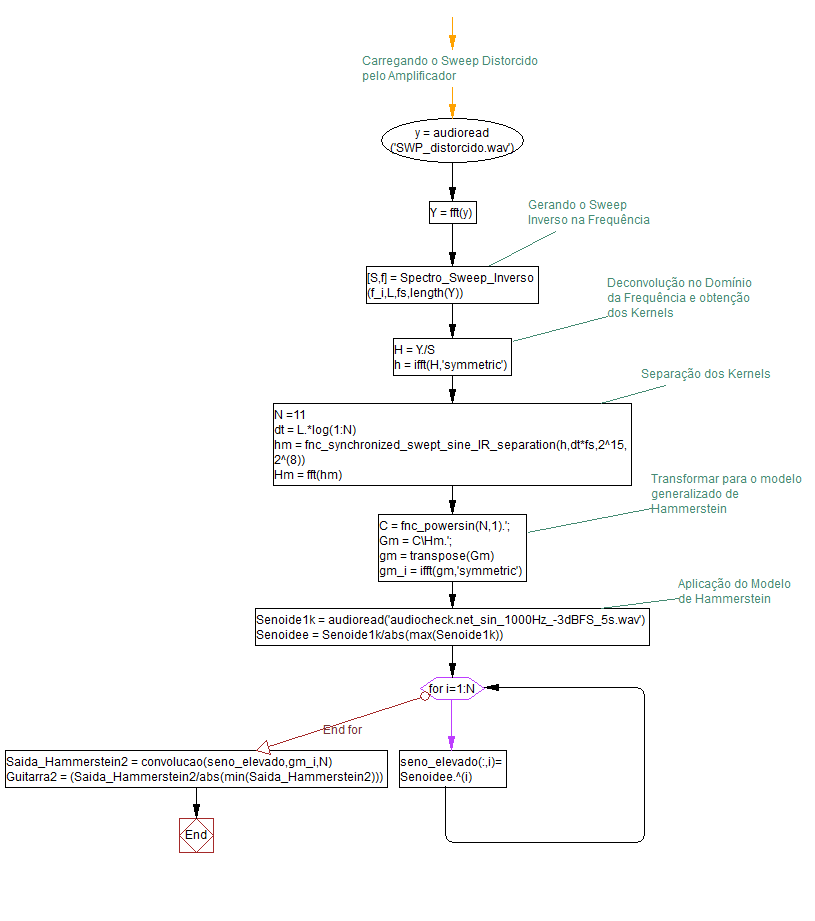 Carregando o Sweep Distorcido
pelo Amplificador
y = audioread
('SWP_distorcido.wav')
Y = fft(y)
Gerando o Sweep
Inverso na Frequência
[S,f] = Spectro_Sweep_Inverso
(f_i,L,fs,length(Y))
Deconvolução no Domínio
da Frequência e obtenção
dos Kernels
H = Y./S
h = ifft(H,'symmetric')
Separação dos Kernels
N =11
dt = L.*log(1:N)
hm = fnc_synchronized_swept_sine_IR_separation(h,dt*fs,2^15,
2^(8))
Hm = fft(hm)
Transformar para o modelo
generalizado de
Hammerstein
C = fnc_powersin(N,1).';
Gm = C\Hm.';
gm = transpose(Gm)
gm_i = ifft(gm,'symmetric')
Aplicação do Modelo
de Hammerstein
Senoide1k = audioread('audiocheck.net_sin_1000Hz_-3dBFS_5s.wav')
Senoidee = Senoide1k/abs(max(Senoide1k))
for i=1:N
End for
seno_elevado(:,i)=
Senoidee.^(i)
Saida_Hammerstein2 = convolucao(seno_elevado,gm_i,N)
Guitarra2 = (Saida_Hammerstein2/abs(min(Saida_Hammerstein2)))
End